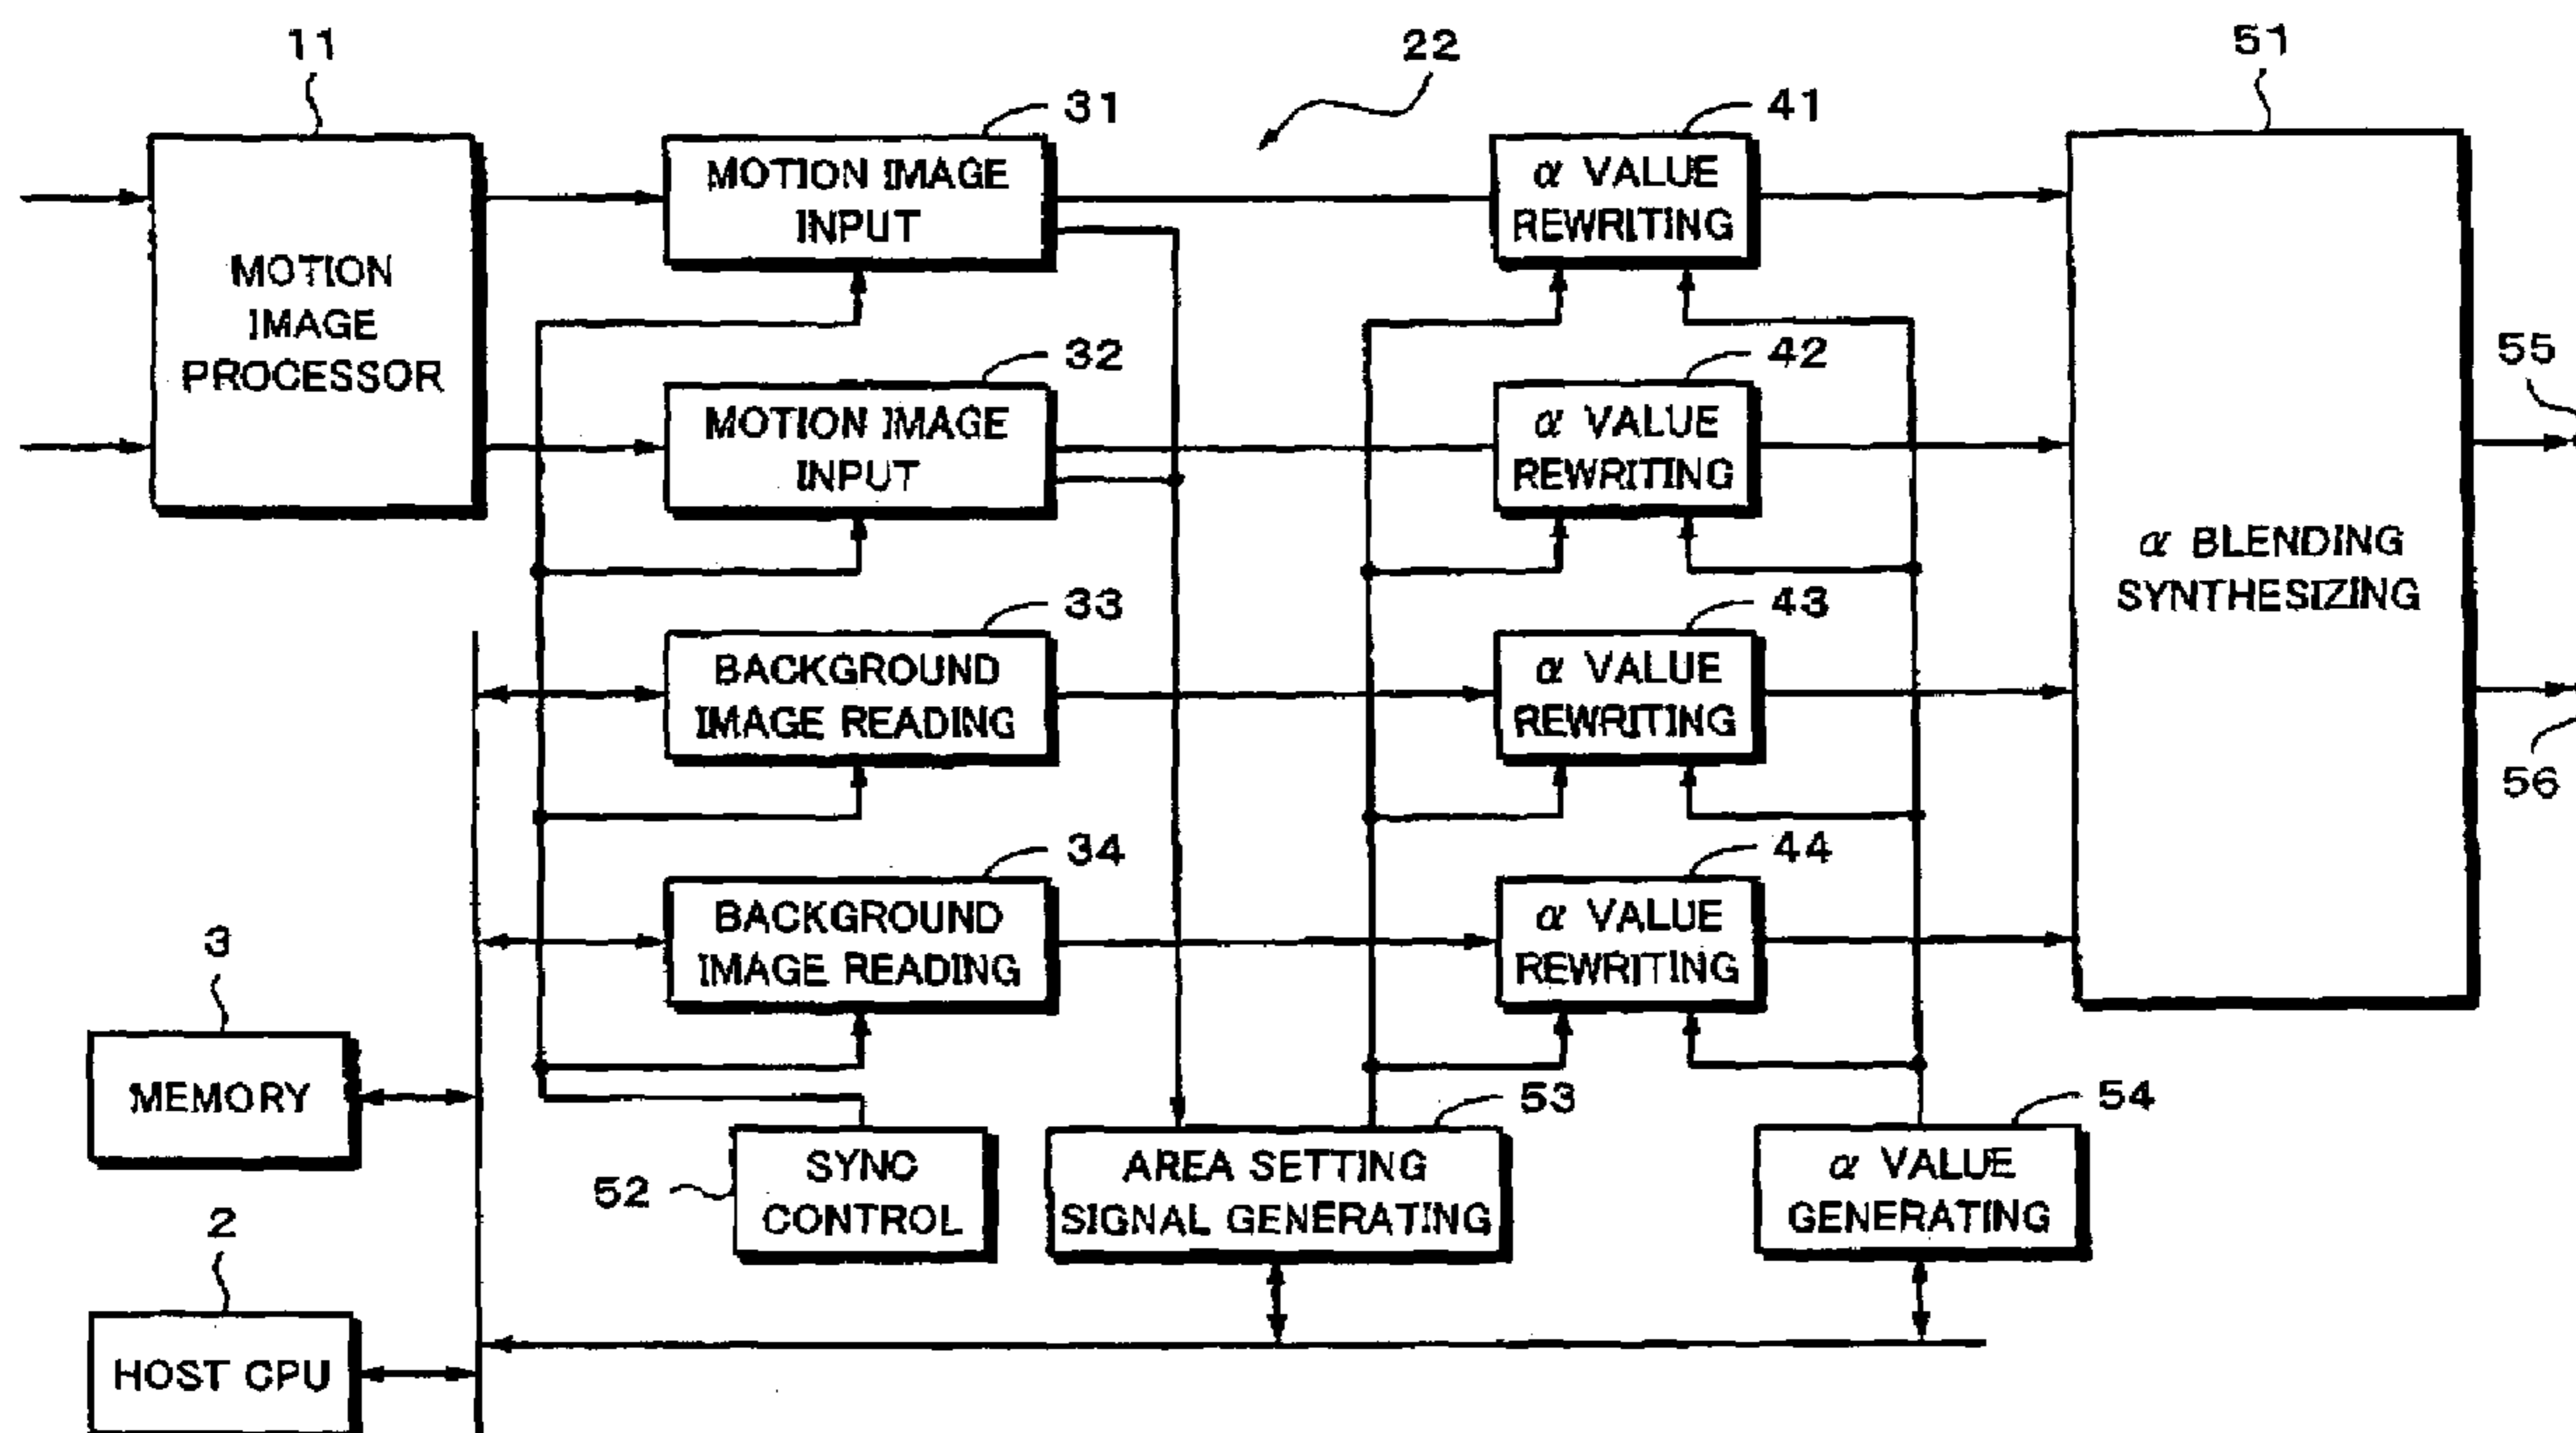 11
22
51
31
41
MOTION IMAGE
INPUT
α VALUE
REWRITING
MOTION
IMAGE
PROCESSOR
32
42
55
MOTION IMAGE
INPUT
α VALUE
REWRITING
α BLENDING
SYNTHESIZING
33
43
BACKGROUND
IMAGE READING
α VALUE
REWRITING
56
34
44
BACKGROUND
IMAGE READING
α VALUE
REWRITING
3
MEMORY
53
54
52
SYNC
CONTROL
AREA SETTING
SIGNAL GENERATING
α VALUE
GENERATING
2
HOST CPU